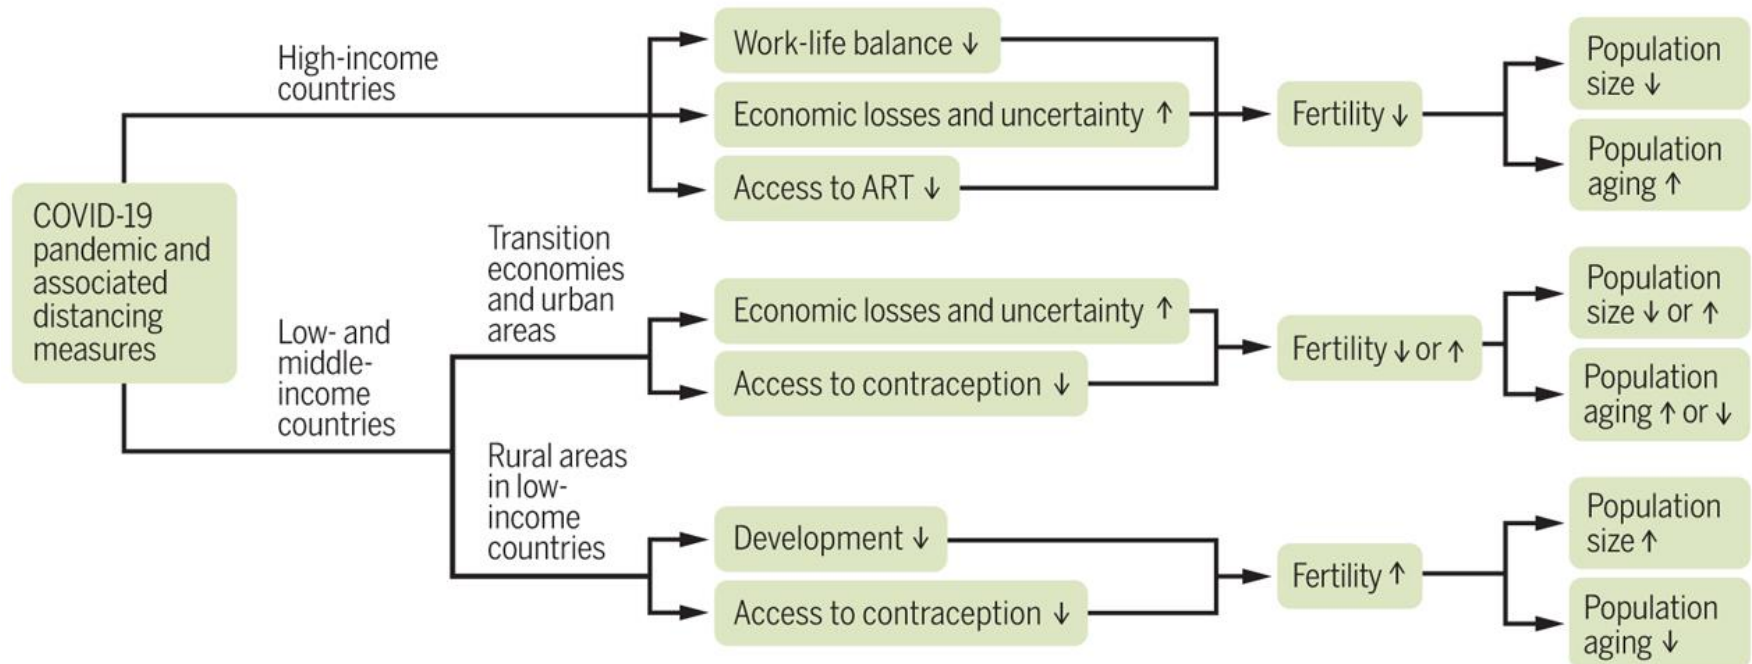 COVID-19
pandemic and
associated
distancing
measures
High-income
countries
Work-life balance ↓
Economic losses and uncertainty ↑
Access to ART ↓
Fertility ↓
Population
size ↓
Population
aging ↑
Low- and
middle-
income
countries
Transition
economies
and urban
areas
Economic losses and uncertainty ↑
Access to contraception ↓
Fertility ↓ or ↑
Population
size ↓ or ↑
Population
aging ↑ or ↓
Rural areas
in low-
income
countries
Development ↓
Access to contraception ↓
Fertility ↑
Population
size ↑
Population
aging ↓